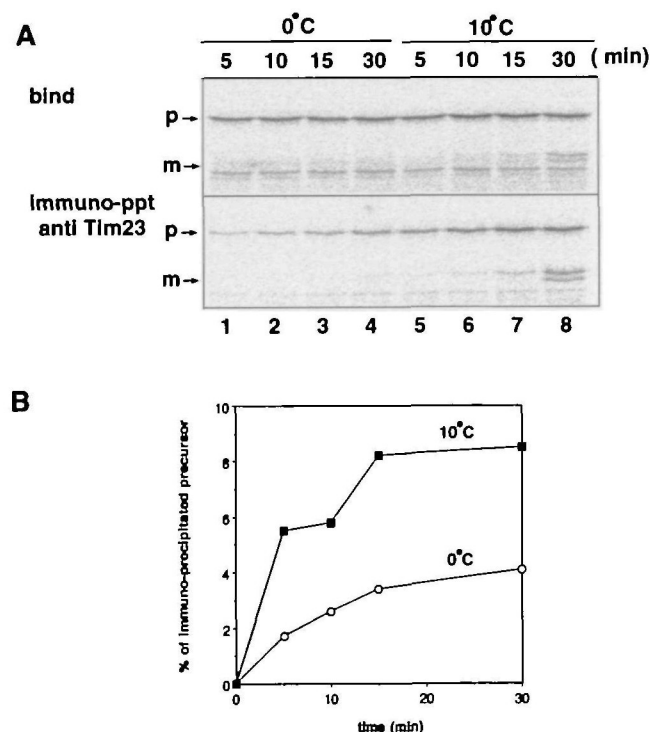 A
0°C 10°C
5 10 15 30 5 10 15 30 (min)
bind
p→
m→
immuno-ppt
anti Tim23
p→
m→
1 2 3 4 5 6 7 8
B
% of immuno-precipitated precursor
10
8
6
4
2
0
10°C
0°C
0 10 20 30
time (min)